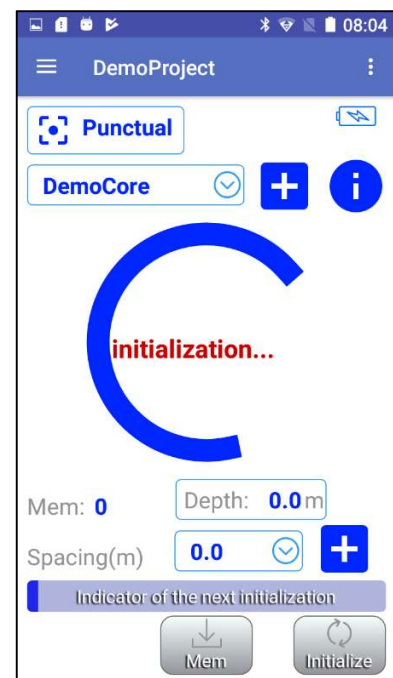 08:04
DemoProject
Punctual
DemoCore
initialization...
Mem: 0
Depth: 0.0 m
Spacing(m)
0.0
Indicator of the next initialization
Mem
Initialize